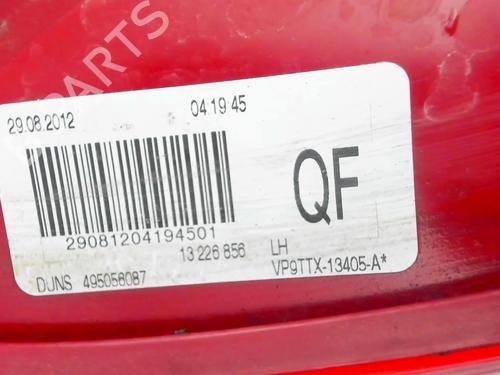 PARTS
29.08.2012 04.19.45
QF
29081204194501
13 226 856 LH
DUNS 495056087 VP9TTX-13405-A*